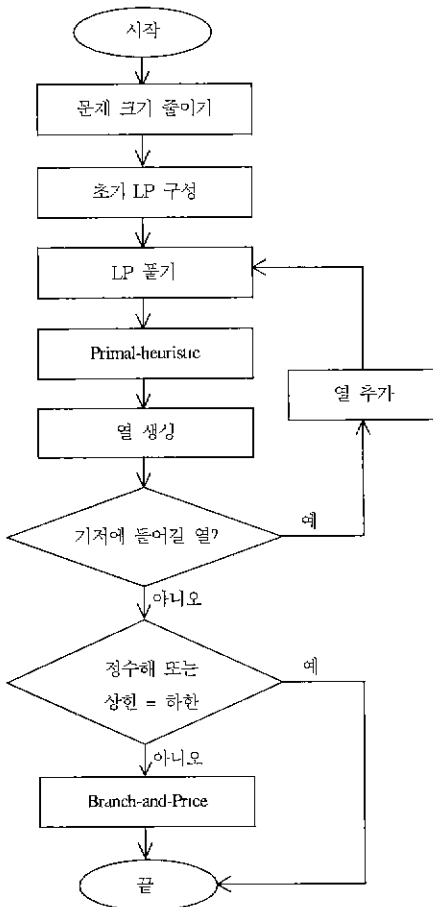 시작
문제 크기 줄이기
초기 LP 구성
LP 풀기
Primal-heuristic
열 추가
열 생성
기저에 들어길 열?
예
아니오
정수해 또는
상한 = 하한
예
아니오
Branch-and-Price
끝